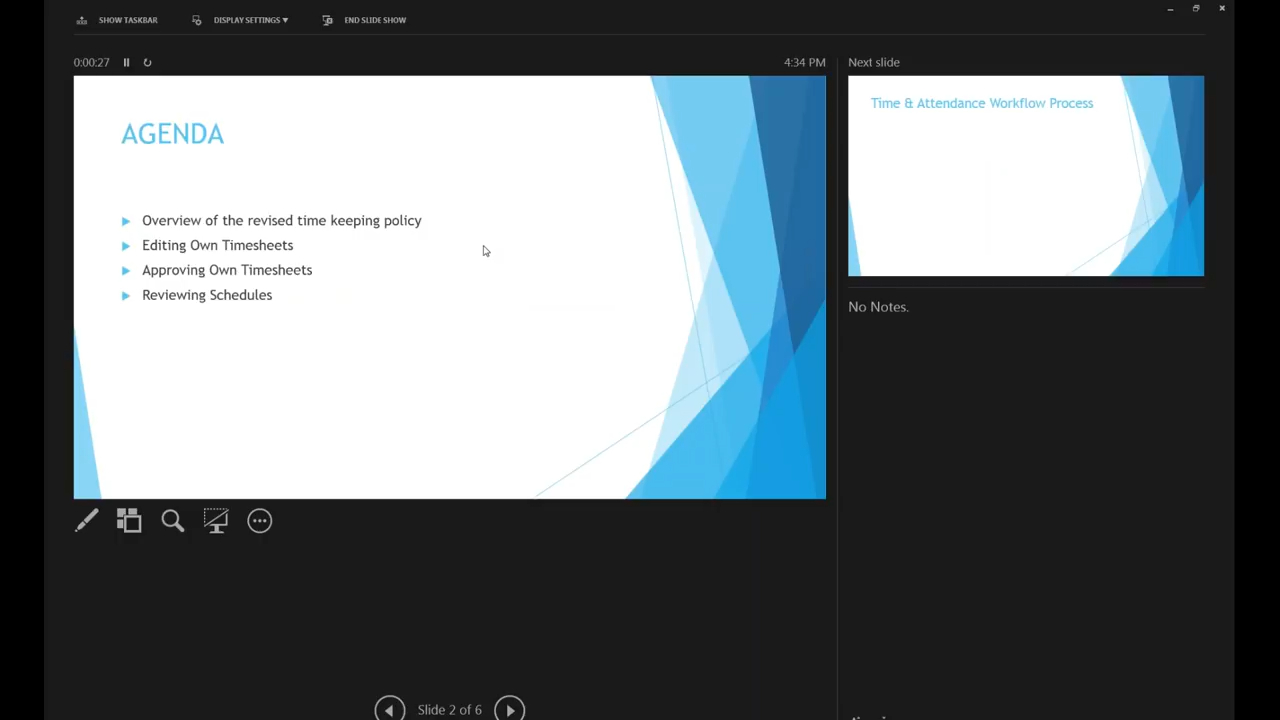 SHOW TASKBAR
DISPLAY SETTINGS ▾
END SLIDE SHOW
0:00:27
4:34 PM
Next slide
AGENDA
Overview of the revised time keeping policy
Editing Own Timesheets
Approving Own Timesheets
Reviewing Schedules
Time & Attendance Workflow Process
No Notes.
Slide 2 of 6